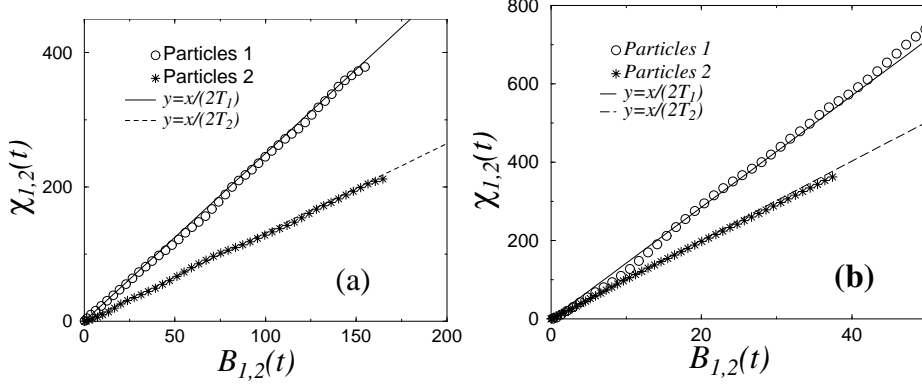 400
200
0
χ1,2(t)
Particles 1
Particles 2
y=x/(2T1)
y=x/(2T2)
(a)
0 50 100 150 200
B1,2(t)
800
600
400
200
0
χ1,2(t)
Particles 1
Particles 2
y=x/(2T1)
y=x/(2T2)
(b)
0 20 40
B1,2(t)